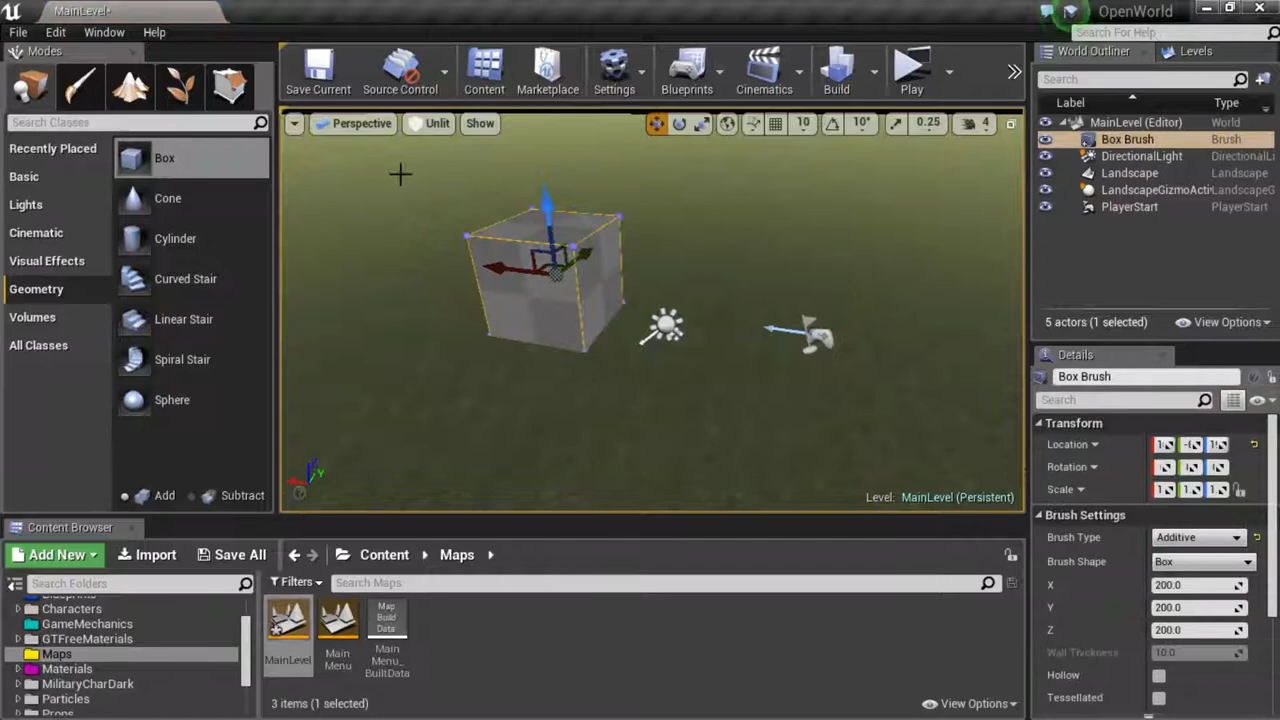 MainLevel*
OpenWorld
File Edit Window Help
Search For Help
Modes
Search Classes
Recently Placed
Basic
Lights
Cinematic
Visual Effects
Geometry
Volumes
All Classes
Box
Cone
Cylinder
Curved Stair
Linear Stair
Spiral Stair
Sphere
Add Subtract
Save Current Source Control Content Marketplace Settings Blueprints Cinematics Build Play
Perspective Unlit Show 10 10° 0.25 4
Level: MainLevel (Persistent)
World Outliner Levels
Search
Label Type
MainLevel (Editor) World
Box Brush Brush
DirectionalLight DirectionalLi
Landscape Landscape
LandscapeGizmoActiv LandscapeG
PlayerStart PlayerStart
5 actors (1 selected) View Options
Details
Box Brush
Search
Transform
Location
Rotation
Scale
Brush Settings
Brush Type Additive
Brush Shape Box
X 200.0
Y 200.0
Z 200.0
Wall Thickness 10.0
Hollow
Tessellated
Content Browser
Add New Import Save All Content Maps
Search Folders
Characters
GameMechanics
GTFreeMaterials
Maps
Materials
MilitaryCharDark
Particles
Props
Filters Search Maps
MainLevel
Main
Menu
Map
Build
Data
Main
Menu_
BuiltData
3 items (1 selected) View Options